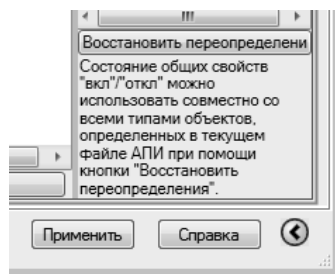 Восстановить переопределени
Состояние общих свойств
"вкл"/"откл" можно
использовать совместно со
всеми типами объектов,
определенных в текущем
файле АПИ при помощи
кнопки "Восстановить
переопределения".
Применить Справка